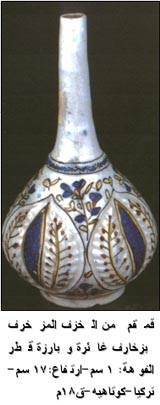 قمقم من الخزف المزخرف
بزخارف غائرة و بارزة قطر
الفوهة: ١ سم-ارتفاع: ١٧ سم-
تركيا-كوتاهيه-ق١٨م